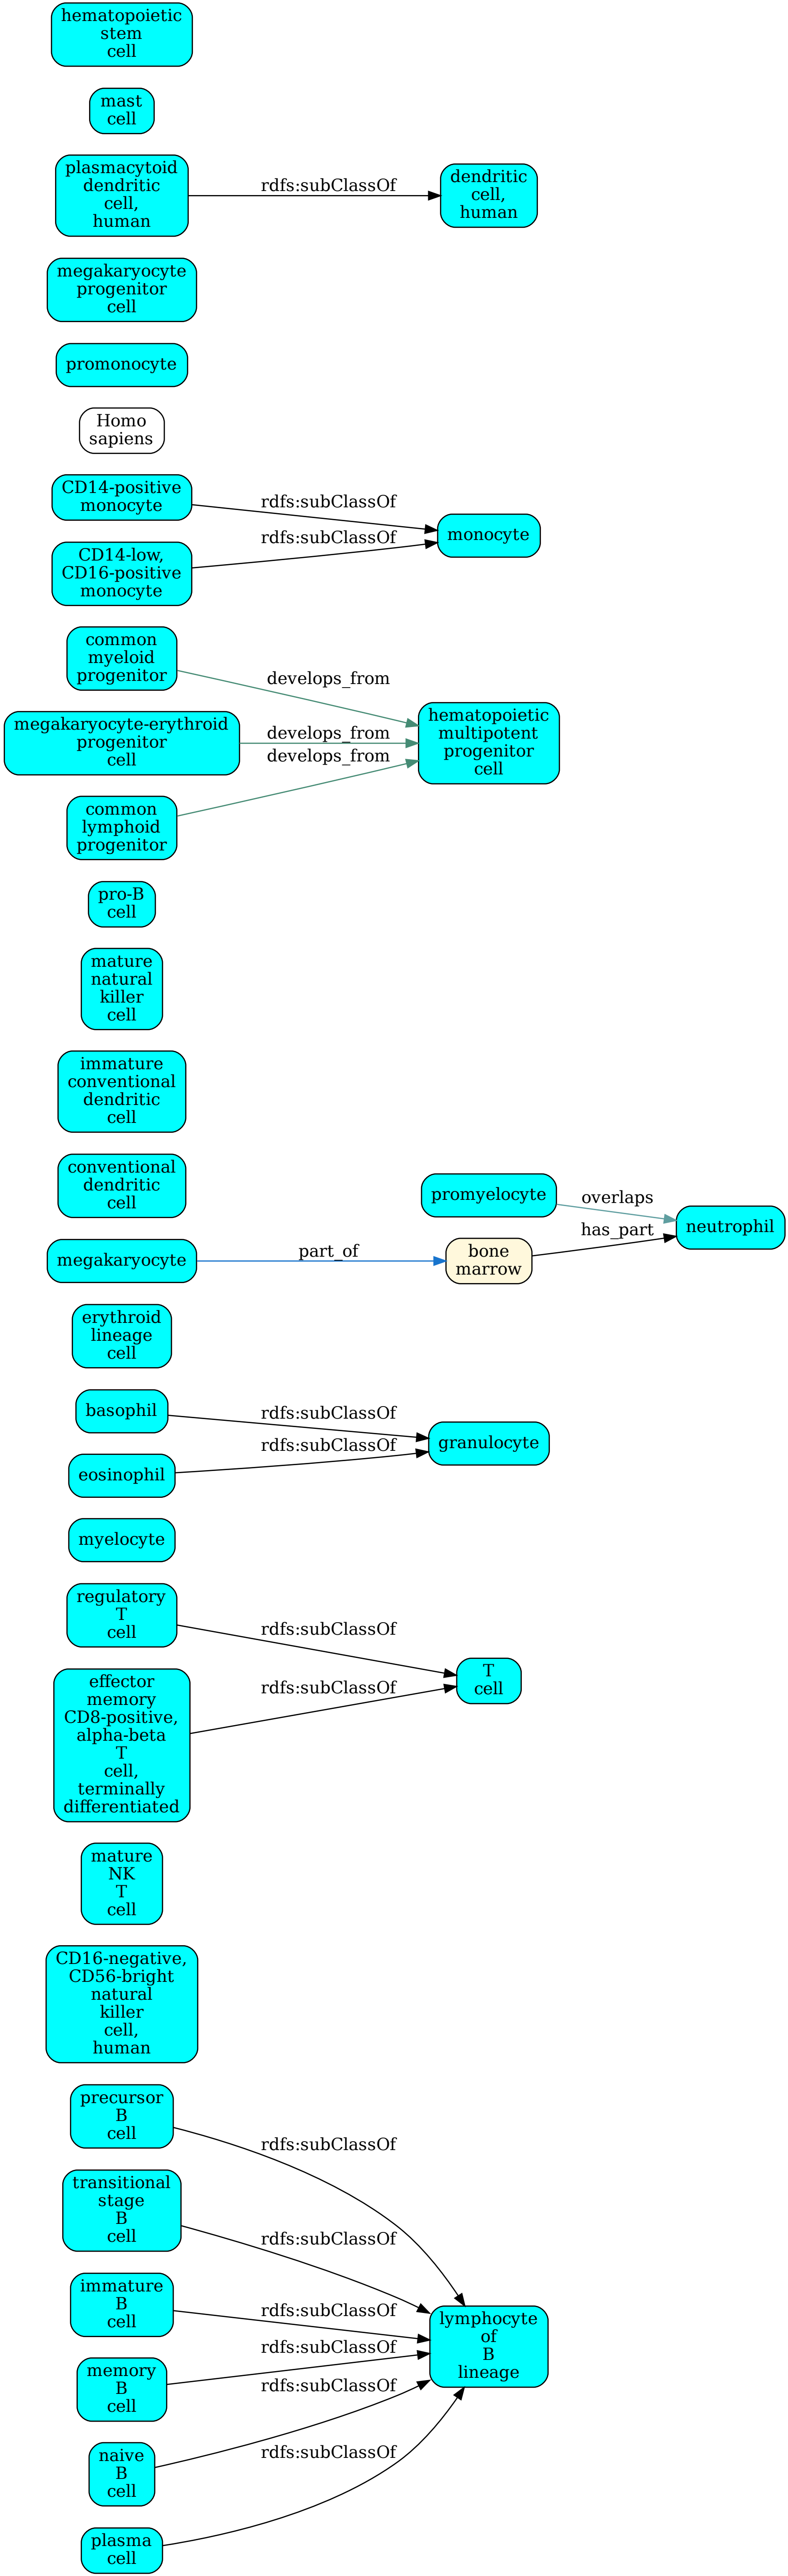 hematopoietic
stem
cell
mast
cell
plasmacytoid
dendritic
cell,
human
rdfs:subClassOf
dendritic
cell,
human
megakaryocyte
progenitor
cell
promonocyte
Homo
sapiens
CD14-positive
monocyte
rdfs:subClassOf
monocyte
rdfs:subClassOf
CD14-low,
CD16-positive
monocyte
common
myeloid
progenitor
develops_from
megakaryocyte-erythroid
progenitor
cell
develops_from
hematopoietic
multipotent
progenitor
cell
develops_from
common
lymphoid
progenitor
pro-B
cell
mature
natural
killer
cell
immature
conventional
dendritic
cell
conventional
dendritic
cell
promyelocyte
overlaps
neutrophil
megakaryocyte
part_of
bone
marrow
has_part
erythroid
lineage
cell
basophil
rdfs:subClassOf
granulocyte
rdfs:subClassOf
eosinophil
myelocyte
regulatory
T
cell
rdfs:subClassOf
T
cell
effector
memory
CD8-positive,
alpha-beta
T
cell,
terminally
differentiated
rdfs:subClassOf
mature
NK
T
cell
CD16-negative,
CD56-bright
natural
killer
cell,
human
precursor
B
cell
rdfs:subClassOf
transitional
stage
B
cell
rdfs:subClassOf
immature
B
cell
rdfs:subClassOf
lymphocyte
of
B
lineage
memory
B
cell
rdfs:subClassOf
naive
B
cell
rdfs:subClassOf
plasma
cell
rdfs:subClassOf